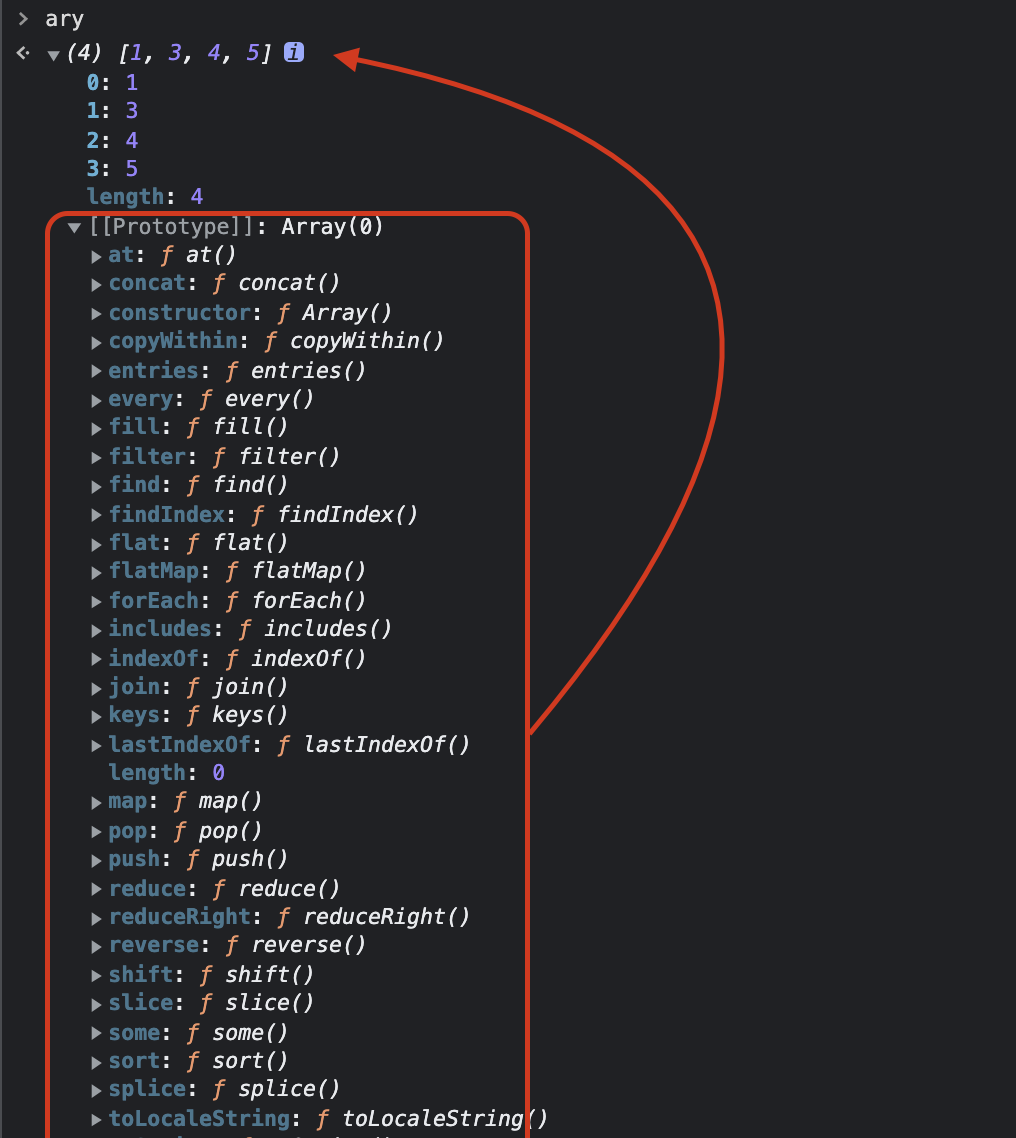 > ary
(4) [1, 3, 4, 5] i
0: 1
1: 3
2: 4
3: 5
length: 4
[[Prototype]]: Array(0)
at: ƒ at()
concat: ƒ concat()
constructor: ƒ Array()
copyWithin: ƒ copyWithin()
entries: ƒ entries()
every: ƒ every()
fill: ƒ fill()
filter: ƒ filter()
find: ƒ find()
findIndex: ƒ findIndex()
flat: ƒ flat()
flatMap: ƒ flatMap()
forEach: ƒ forEach()
includes: ƒ includes()
indexOf: ƒ indexOf()
join: ƒ join()
keys: ƒ keys()
lastIndexOf: ƒ lastIndexOf()
length: 0
map: ƒ map()
pop: ƒ pop()
push: ƒ push()
reduce: ƒ reduce()
reduceRight: ƒ reduceRight()
reverse: ƒ reverse()
shift: ƒ shift()
slice: ƒ slice()
some: ƒ some()
sort: ƒ sort()
splice: ƒ splice()
toLocaleString: ƒ toLocaleString()